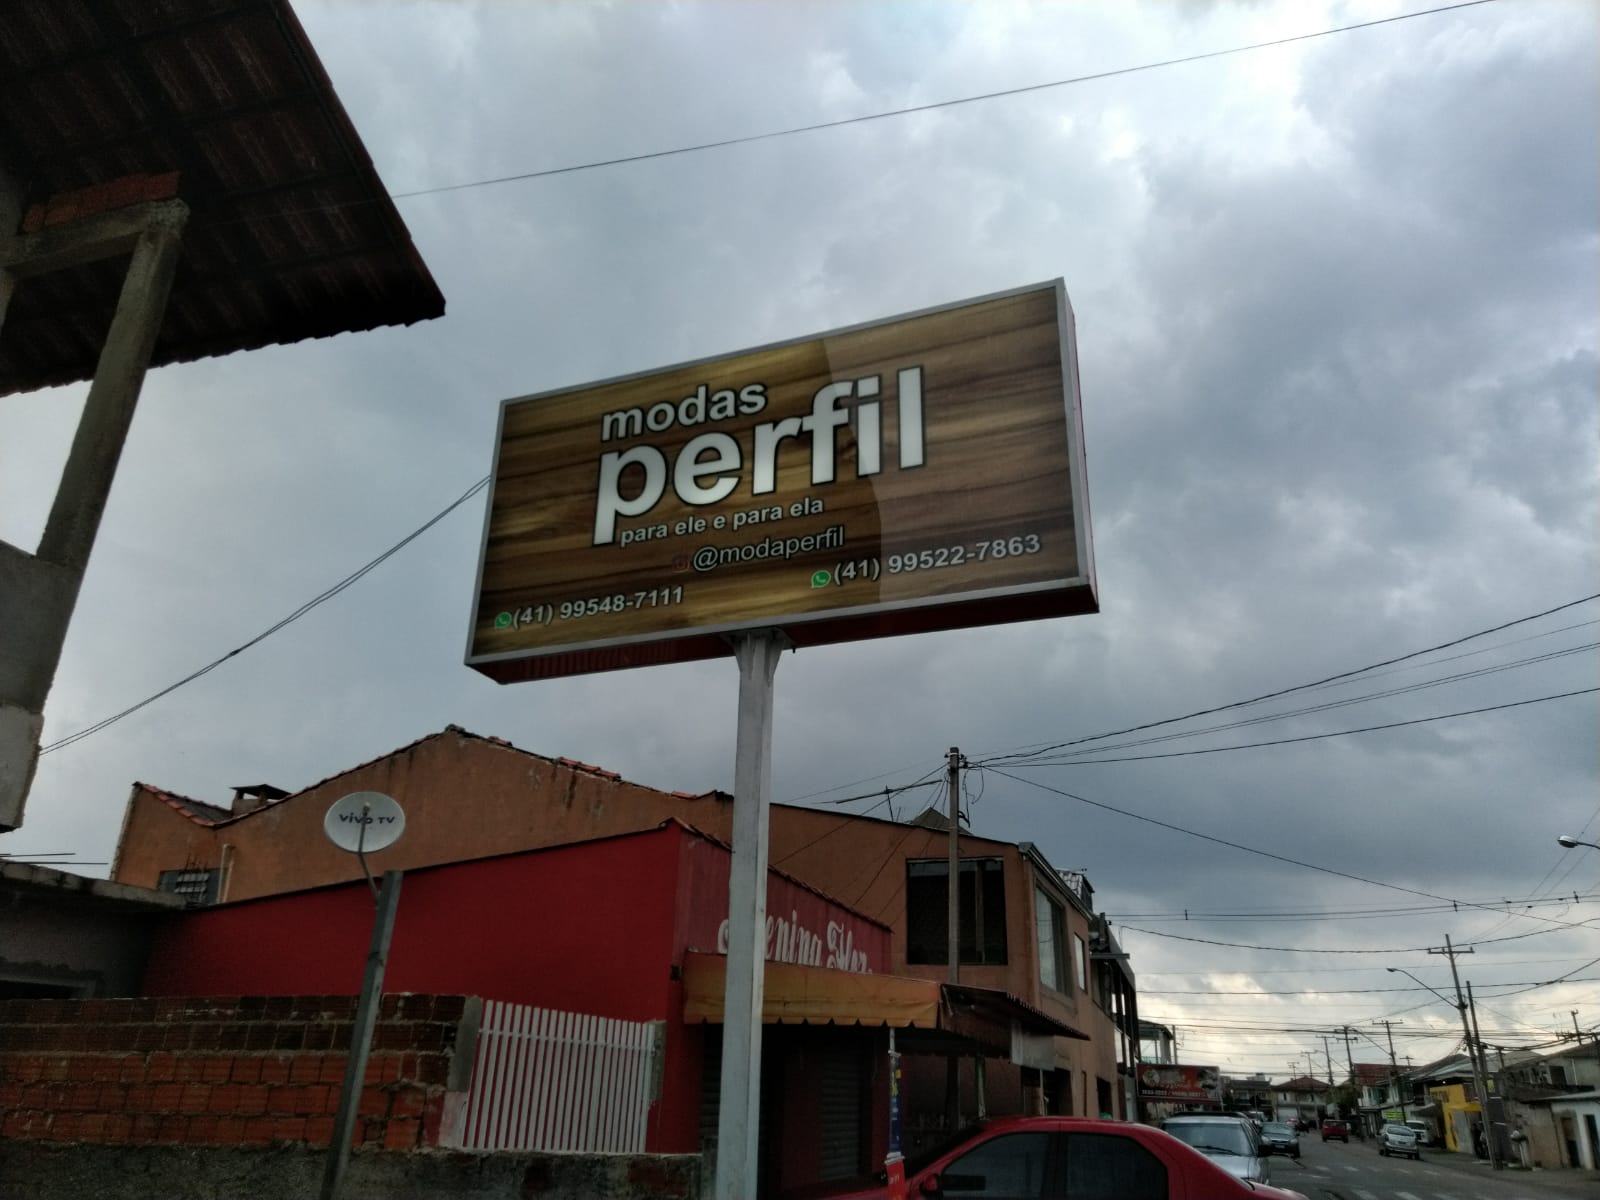 modas
perfil
para ele e para ela
@modaperfil
(41) 99548-7111
(41) 99522-7863
vivo TV